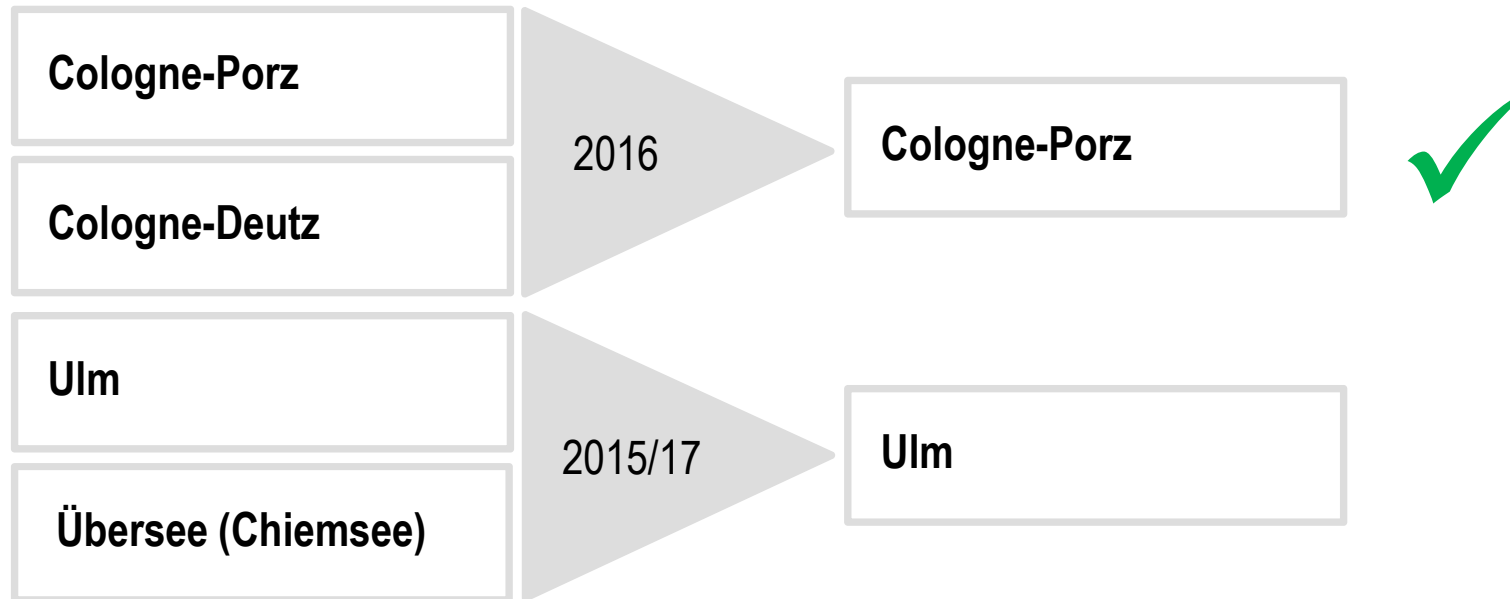 Cologne-Porz
Cologne-Deutz
2016
Cologne-Porz
Ulm
Übersee (Chiemsee)
2015/17
Ulm